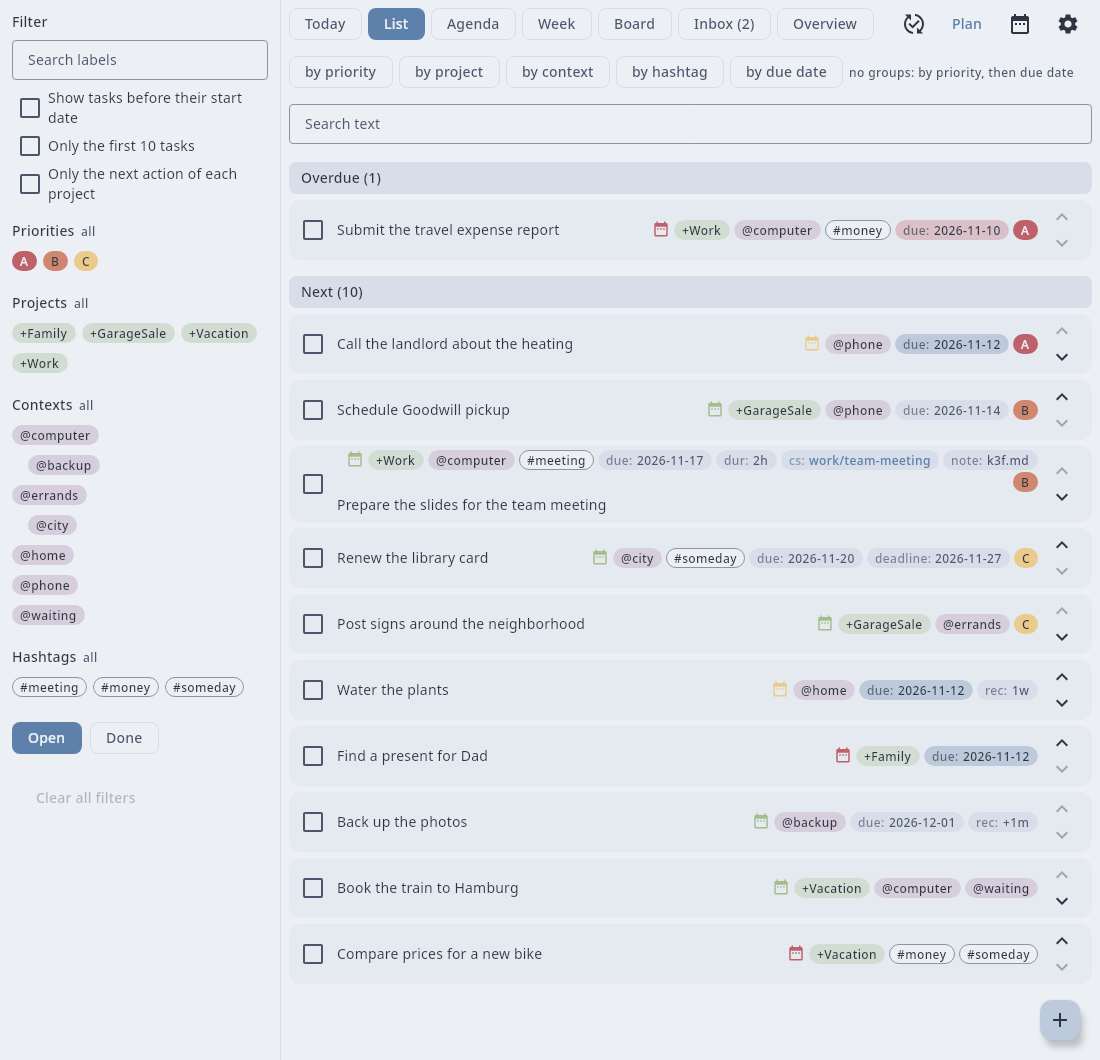 Filter
Search labels
Show tasks before their start
date
Only the first 10 tasks
Only the next action of each
project
Priorities all
A B C
Projects all
+Family +GarageSale +Vacation
+Work
Contexts all
@computer
@backup
@errands
@city
@home
@phone
@waiting
Hashtags all
#meeting #money #someday
Open Done
Clear all filters
Today List Agenda Week Board Inbox (2) Overview Plan
by priority by project by context by hashtag by due date no groups: by priority, then due date
Search text
Overdue (1)
Submit the travel expense report +Work @computer #money due: 2026-11-10 A
Next (10)
Call the landlord about the heating @phone due: 2026-11-12 A
Schedule Goodwill pickup +GarageSale @phone due: 2026-11-14 B
+Work @computer #meeting due: 2026-11-17 dur: 2h cs: work/team-meeting note: k3f.md
B
Prepare the slides for the team meeting
Renew the library card @city #someday due: 2026-11-20 deadline: 2026-11-27 C
Post signs around the neighborhood +GarageSale @errands C
Water the plants @home due: 2026-11-12 rec: 1w
Find a present for Dad +Family due: 2026-11-12
Back up the photos @backup due: 2026-12-01 rec: +1m
Book the train to Hamburg +Vacation @computer @waiting
Compare prices for a new bike +Vacation #money #someday